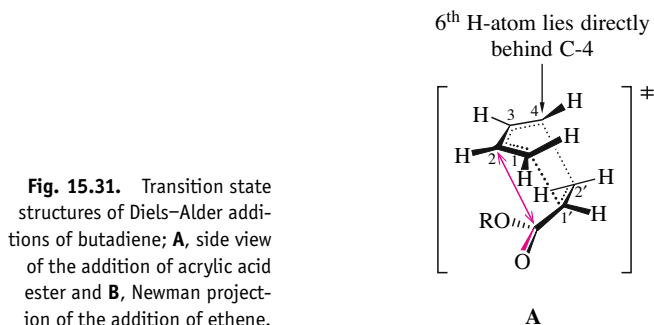 6th H-atom lies directly
behind C-4
‡
H 3 4 H
H 2 1 H
H
H H
2′
RO 1′ H
O
A
Fig. 15.31. Transition state
structures of Diels–Alder addi-
tions of butadiene; A, side view
of the addition of acrylic acid
ester and B, Newman project-
ion of the addition of ethene.